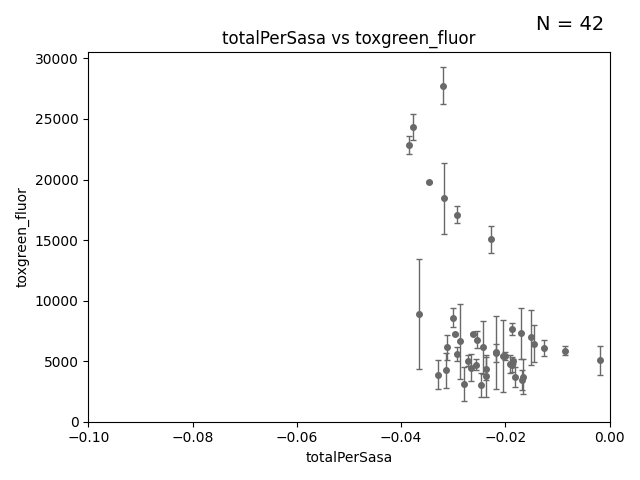 N = 42
totalPerSasa vs toxgreen_fluor
30000
25000
20000
15000
10000
5000
0
toxgreen_fluor
−0.10 −0.08 −0.06 −0.04 −0.02 0.00
totalPerSasa